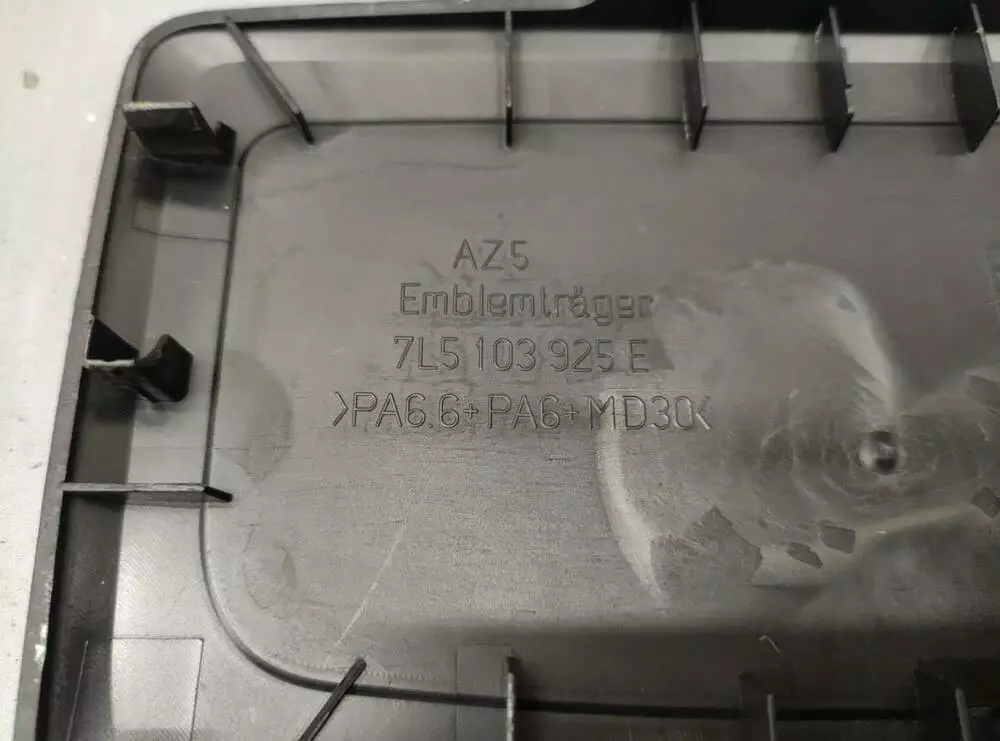 AZ5
Emblemträger
7L5 103 925 E
>PA6.6+PA6+MD30<